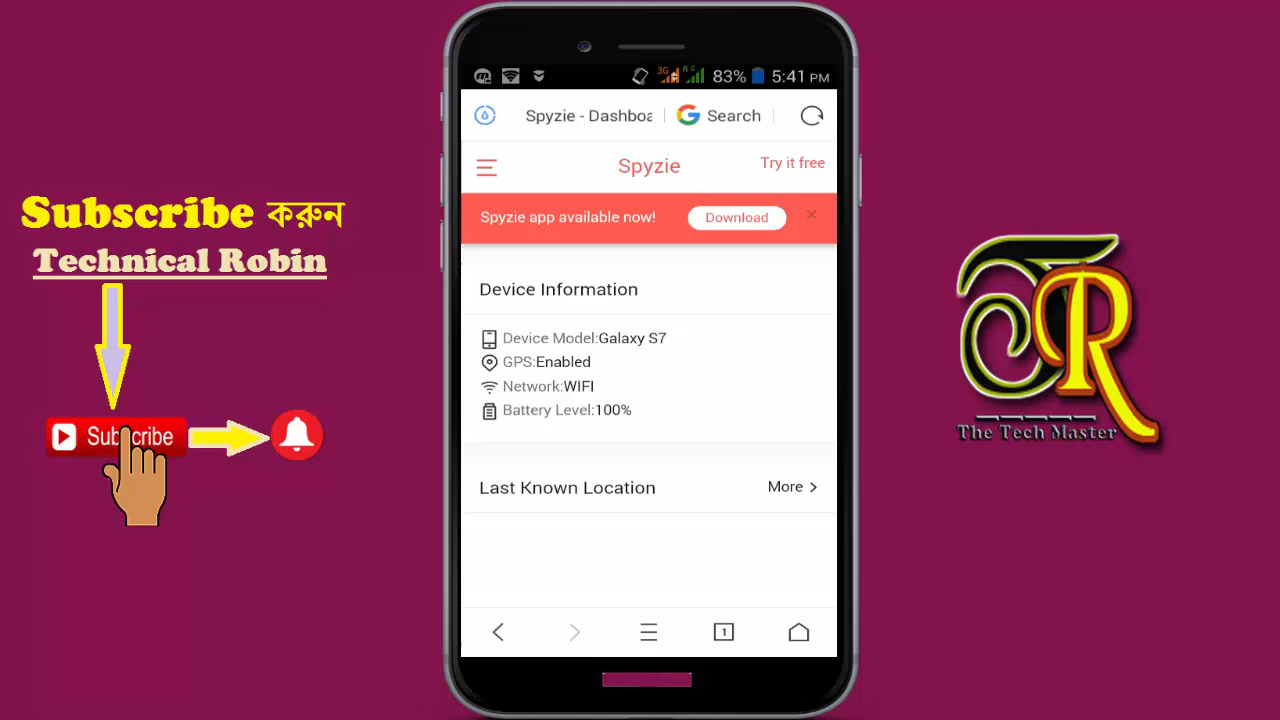 Subscribe করুন
Technical Robin
Subscribe
3G R G 83% 5:41 PM
Spyzie - Dashboa
Search
Spyzie
Try it free
Spyzie app available now!
Download
Device Information
Device Model:Galaxy S7
GPS:Enabled
Network:WIFI
Battery Level:100%
Last Known Location
More
1
The Tech Master